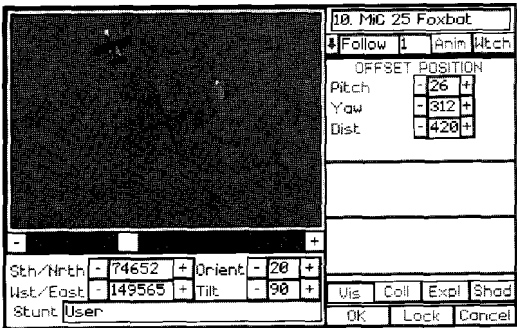 10. MiG 25 Foxbat
Follow 1 Anim Wtch
OFFSET POSITION
Pitch - 26 +
Yaw - 312 +
Dist - 420 +
- +
Sth/Nrth - 74652 + Orient - 20 +
Wst/East - 149565 + Tilt - 90 +
Stunt User
Vis Coll Expl Shad
OK Lock Cancel